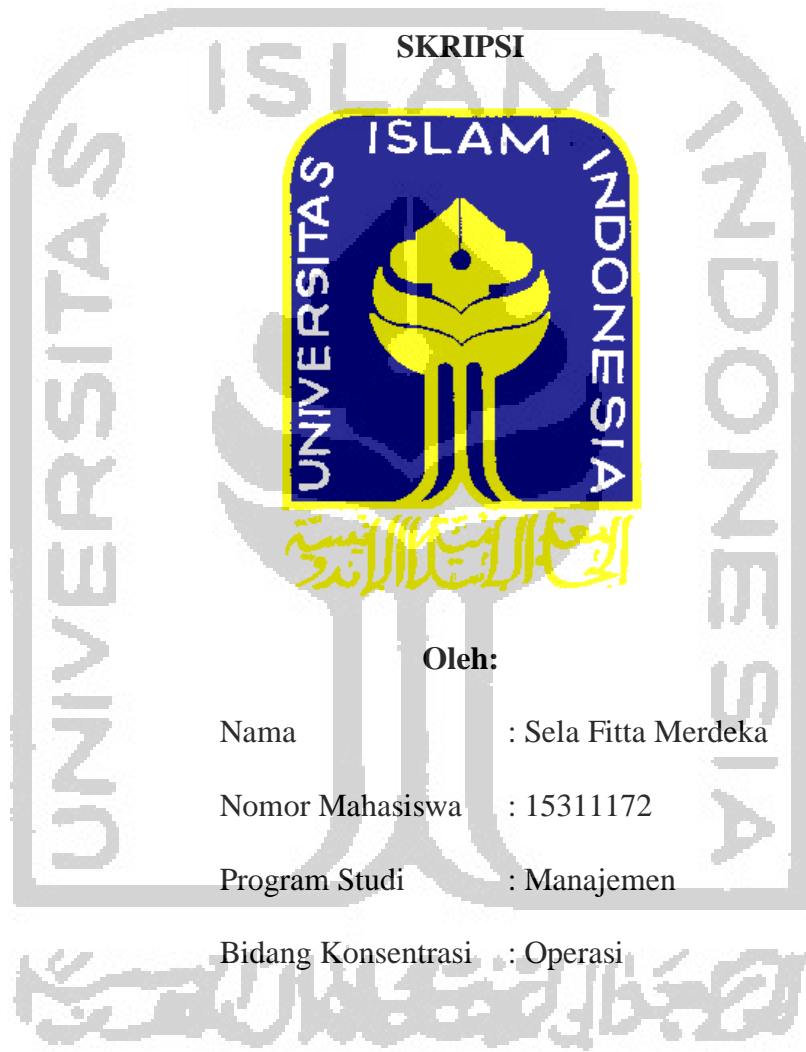 SKRIPSI
UNIVERSITAS ISLAM INDONESIA
Oleh:
Nama : Sela Fitta Merdeka
Nomor Mahasiswa : 15311172
Program Studi : Manajemen
Bidang Konsentrasi : Operasi